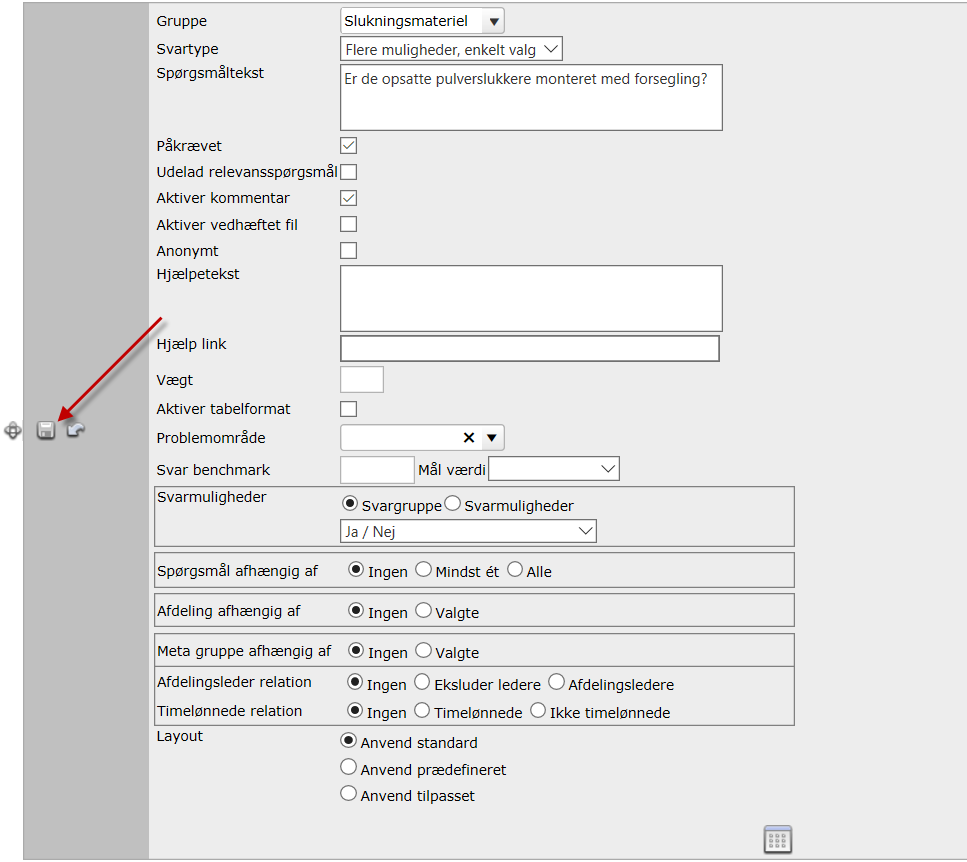 Gruppe Slukningsmateriel
Svartype Flere muligheder, enkelt valg
Spørgsmåltekst Er de opsatte pulverslukkere monteret med forsegling?
Påkrævet
Udelad relevansspørgsmål
Aktiver kommentar
Aktiver vedhæftet fil
Anonymt
Hjælpetekst
Hjælp link
Vægt
Aktiver tabelformat
Problemområde
Svar benchmark Mål værdi
Svarmuligheder Svargruppe Svarmuligheder
Ja / Nej
Spørgsmål afhængig af Ingen Mindst ét Alle
Afdeling afhængig af Ingen Valgte
Meta gruppe afhængig af Ingen Valgte
Afdelingsleder relation Ingen Eksluder ledere Afdelingsledere
Timelønnede relation Ingen Timelønnede Ikke timelønnede
Layout Anvend standard
Anvend prædefineret
Anvend tilpasset